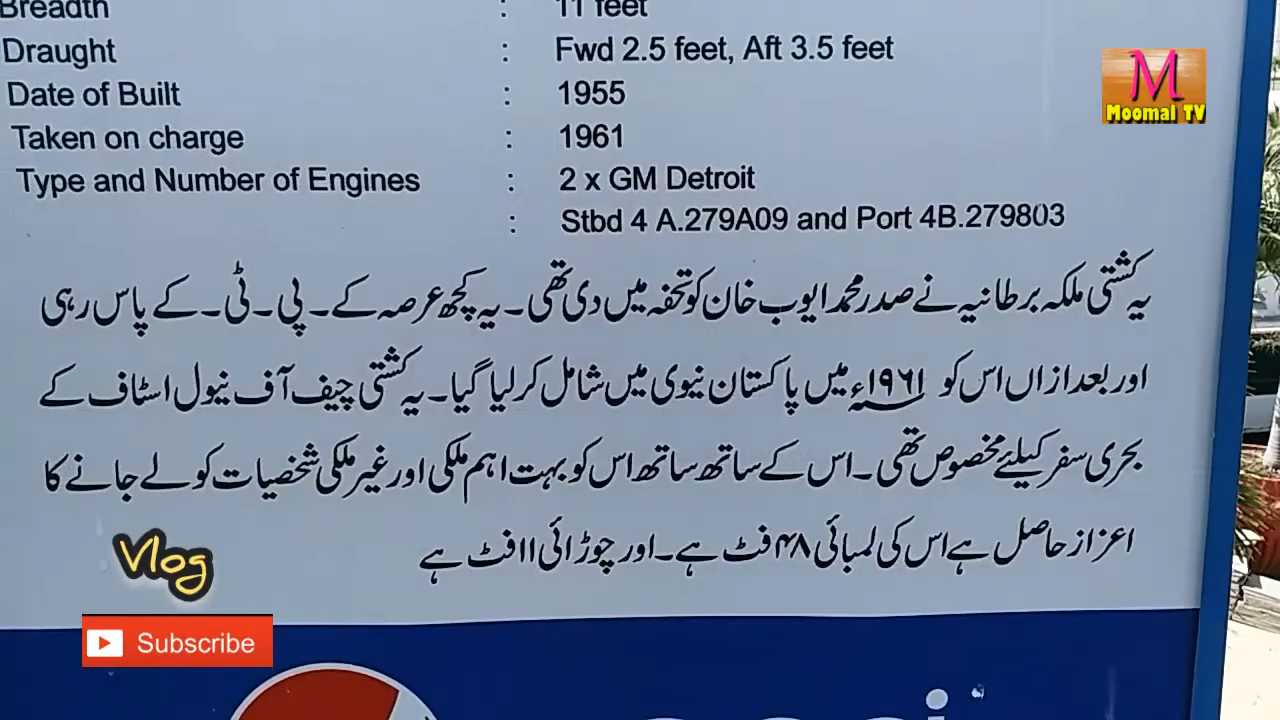 Breadth : 11 feet
Draught : Fwd 2.5 feet, Aft 3.5 feet
Date of Built : 1955
Taken on charge : 1961
Type and Number of Engines : 2 x GM Detroit
: Stbd 4 A.279A09 and Port 4B.279803
یہ کشتی ملکہ برطانیہ نے صدر محمد ایوب خان کو تحفہ میں دی تھی۔ یہ کچھ عرصہ کے۔ پی۔ ٹی۔ کے پاس رہی
اور بعد ازاں اس کو ۱۹۶۱ء میں پاکستان نیوی میں شامل کر لیا گیا۔ یہ کشتی چیف آف نیول اسٹاف کے
بحری سفر کیلئے مخصوص تھی۔ اس کے ساتھ ساتھ اس کو بہت اہم ملکی اور غیر ملکی شخصیات کو لے جانے کا
اعزاز حاصل ہے اس کی لمبائی ۴۸ فٹ ہے۔ اور چوڑائی ۱۱ فٹ ہے
M
Moomal TV
Vlog
Subscribe